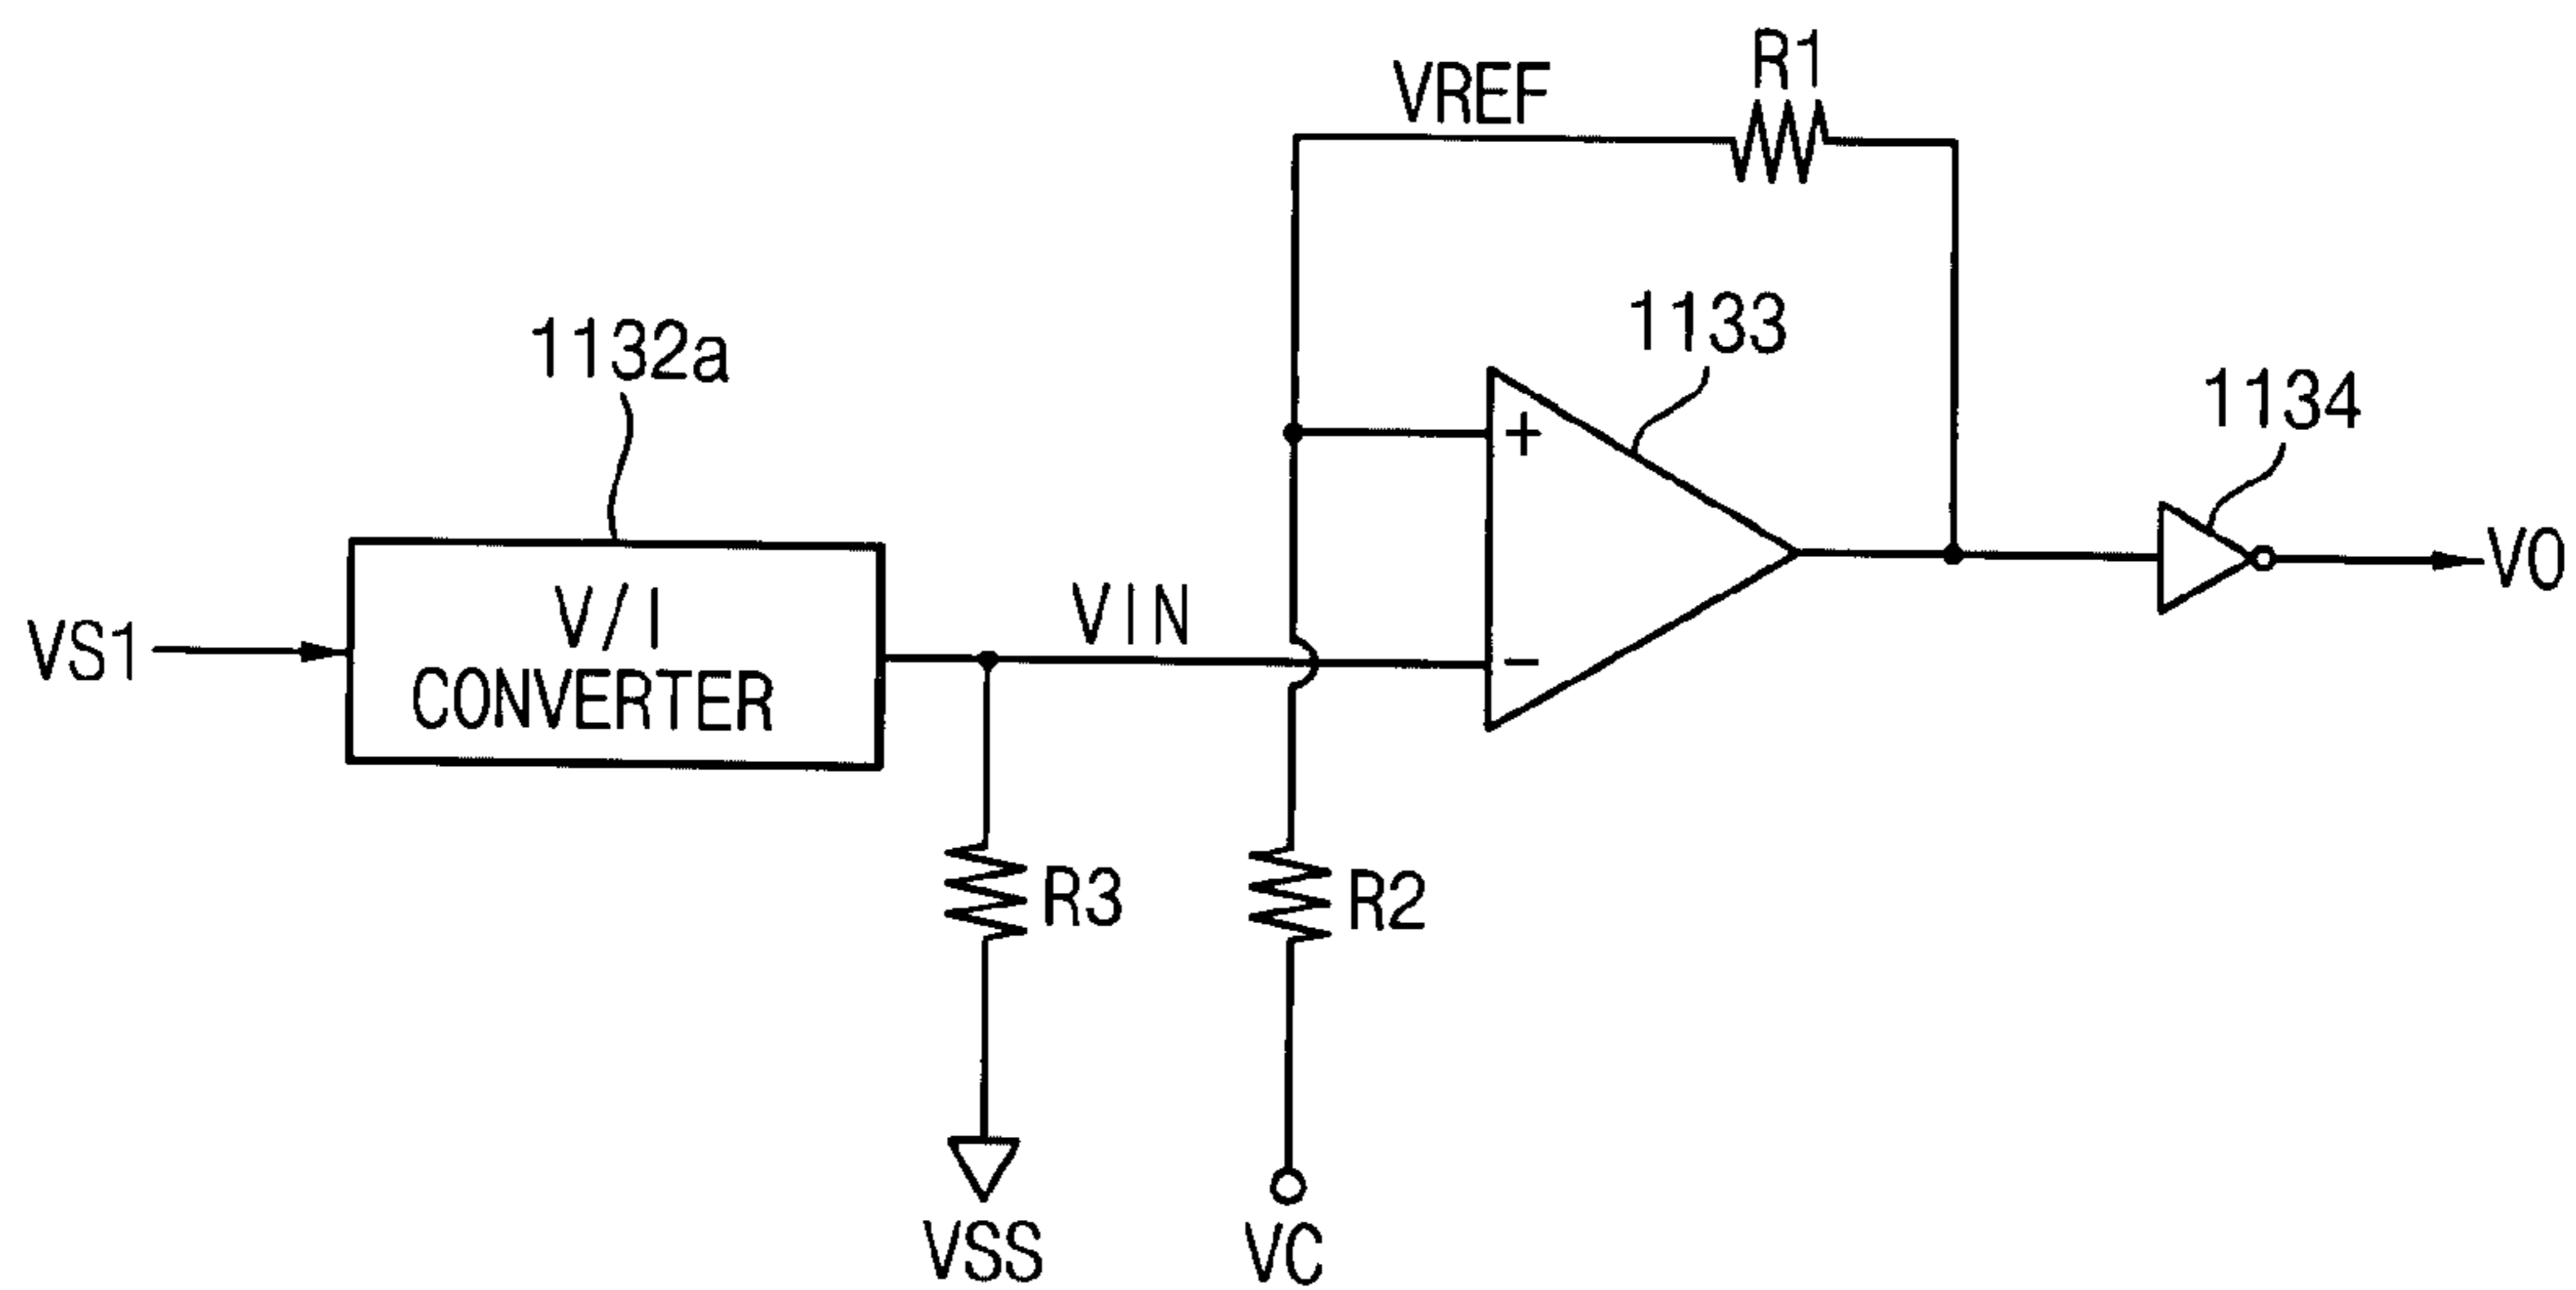 VREF
R1
1132a
1133
1134
VS1
V/I
CONVERTER
VIN
+
−
VO
R3
R2
VSS
VC